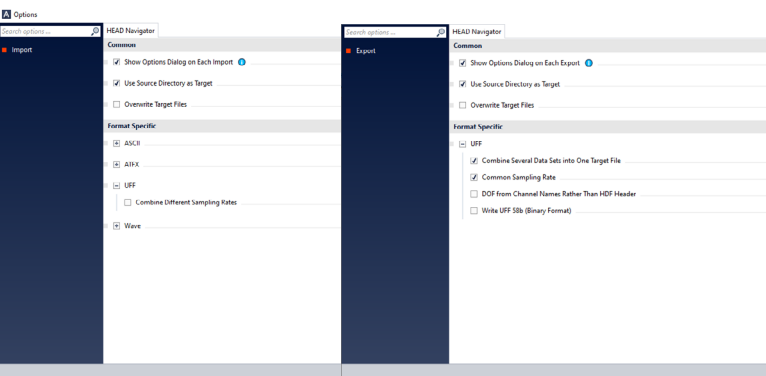 Options
Search options ...
Import
HEAD Navigator
Common
Show Options Dialog on Each Import
Use Source Directory as Target
Overwrite Target Files
Format Specific
ASCII
ATFX
UFF
Combine Different Sampling Rates
Wave
Search options ...
Export
HEAD Navigator
Common
Show Options Dialog on Each Export
Use Source Directory as Target
Overwrite Target Files
Format Specific
UFF
Combine Several Data Sets into One Target File
Common Sampling Rate
DOF from Channel Names Rather Than HDF Header
Write UFF 58b (Binary Format)